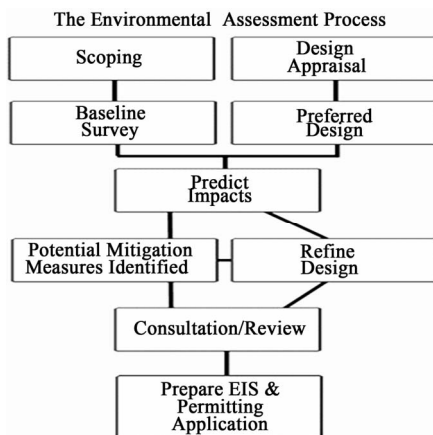 The Environmental Assessment Process
Scoping
Design
Appraisal
Baseline
Survey
Preferred
Design
Predict
Impacts
Potential Mitigation
Measures Identified
Refine
Design
Consultation/Review
Prepare EIS &
Permitting
Application